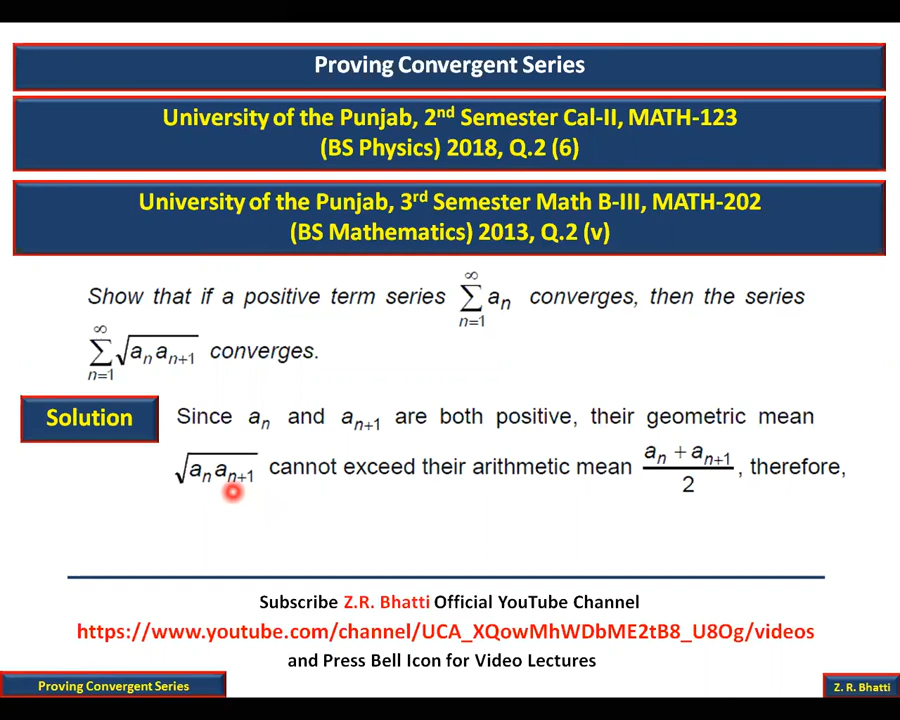 Proving Convergent Series
University of the Punjab, 2nd Semester Cal-II, MATH-123
(BS Physics) 2018, Q.2 (6)
University of the Punjab, 3rd Semester Math B-III, MATH-202
(BS Mathematics) 2013, Q.2 (v)
Show that if a positive term series ∑_{n=1}^{∞} a_n converges, then the series
∑_{n=1}^{∞} √(a_n a_{n+1}) converges.
Solution Since a_n and a_{n+1} are both positive, their geometric mean
√(a_n a_{n+1}) cannot exceed their arithmetic mean (a_n + a_{n+1})/2, therefore,
Subscribe Z.R. Bhatti Official YouTube Channel
https://www.youtube.com/channel/UCA_XQowMhWDbME2tB8_U8Og/videos
and Press Bell Icon for Video Lectures
Proving Convergent Series
Z. R. Bhatti